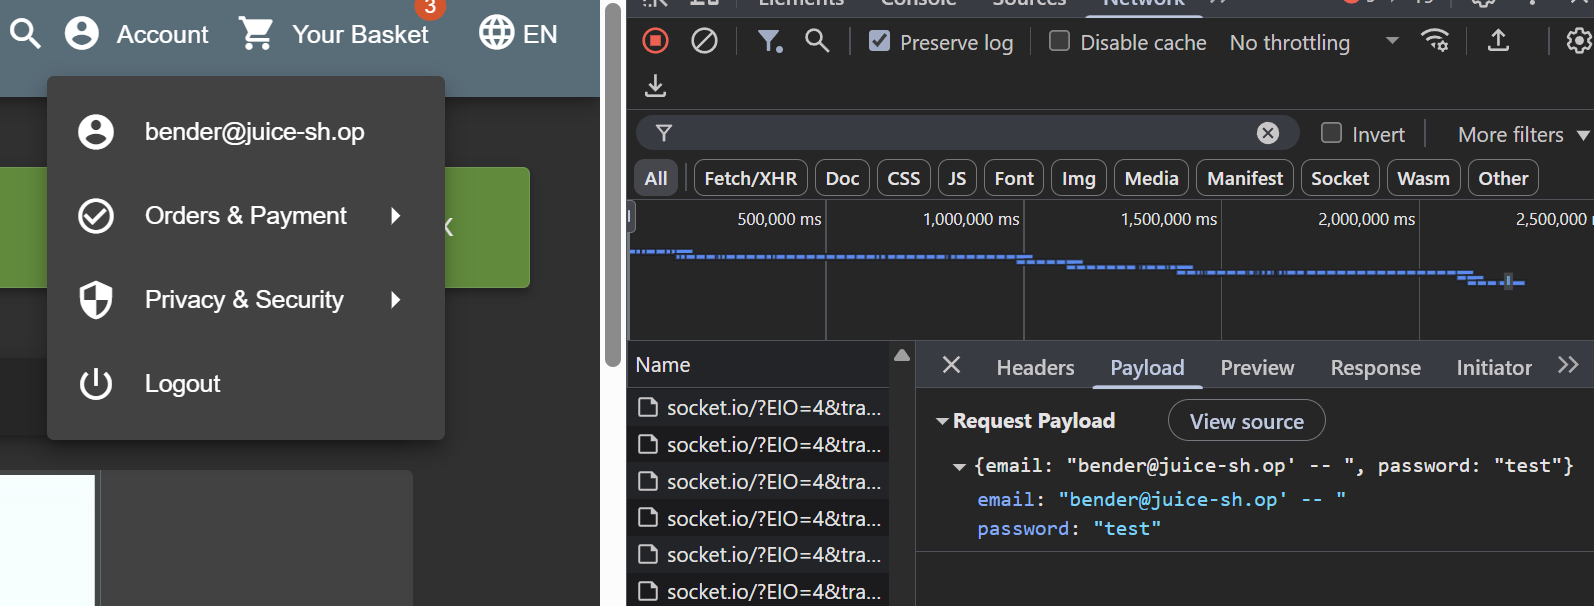 3
Account
Your Basket
EN
bender@juice-sh.op
Orders & Payment
Privacy & Security
Logout
Elements Console Sources Network
Preserve log
Disable cache
No throttling
Invert
More filters
All Fetch/XHR Doc CSS JS Font Img Media Manifest Socket Wasm Other
500,000 ms 1,000,000 ms 1,500,000 ms 2,000,000 ms 2,500,000
Name
socket.io/?EIO=4&tra...
socket.io/?EIO=4&tra...
socket.io/?EIO=4&tra...
socket.io/?EIO=4&tra...
socket.io/?EIO=4&tra...
socket.io/?EIO=4&tra...
Headers Payload Preview Response Initiator
Request Payload
View source
{email: "bender@juice-sh.op' -- ", password: "test"}
email: "bender@juice-sh.op' -- "
password: "test"